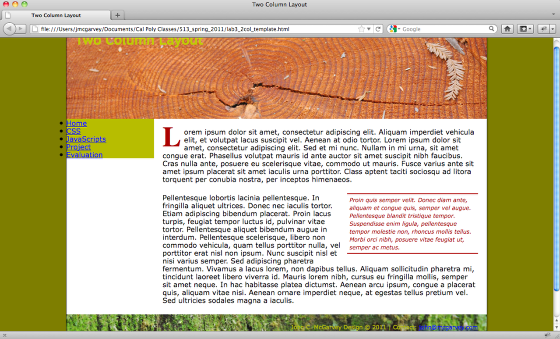 Two Column Layout
Two Column Layout
file:///Users/jmcgarvey/Documents/Cal Poly Classes/513_spring_2011/lab3_2col_template.html
Google
Two Column Layout
Home
CSS
JavaScripts
Project
Evaluation
Lorem ipsum dolor sit amet, consectetur adipiscing elit. Aliquam imperdiet vehicula
elit, et volutpat lacus suscipit vel. Aenean at odio tortor. Lorem ipsum dolor sit
amet, consectetur adipiscing elit. Sed et mi nunc. Nullam in mi urna, sit amet
congue erat. Phasellus volutpat mauris id ante auctor sit amet suscipit nibh faucibus.
Cras nulla ante, posuere eu scelerisque vitae, commodo ut mauris. Fusce varius ante sit
amet ipsum placerat sit amet iaculis urna porttitor. Class aptent taciti sociosqu ad litora
torquent per conubia nostra, per inceptos himenaeos.
Pellentesque lobortis lacinia pellentesque. In
fringilla aliquet ultrices. Donec nec iaculis tortor.
Etiam adipiscing bibendum placerat. Proin lacus
turpis, feugiat tempor luctus id, pulvinar vitae
tortor. Pellentesque aliquet bibendum augue in
interdum. Pellentesque scelerisque, libero non
commodo vehicula, quam tellus porttitor nulla, vel
porttitor erat nisl non ipsum. Nunc suscipit nisl et
nisi varius semper. Sed adipiscing pharetra
fermentum. Vivamus a lacus lorem, non dapibus tellus. Aliquam sollicitudin pharetra mi,
tincidunt laoreet libero viverra id. Mauris lorem nibh, cursus eu fringilla mollis, semper
sit amet neque. In hac habitasse platea dictumst. Aenean arcu ipsum, congue a placerat
quis, aliquam vitae nisi. Aenean ornare imperdiet neque, at egestas tellus pretium vel.
Sed ultricies sodales magna a iaculis.
Proin quis semper velit. Donec diam ante,
aliquam et congue quis, semper vel augue.
Pellentesque blandit tristique tempor.
Suspendisse enim ligula, pellentesque
tempor molestie non, rhoncus mollis tellus.
Morbi orci nibh, posuere vitae feugiat ut,
semper ac metus.
McGarvey Design © 2011 | Contact: